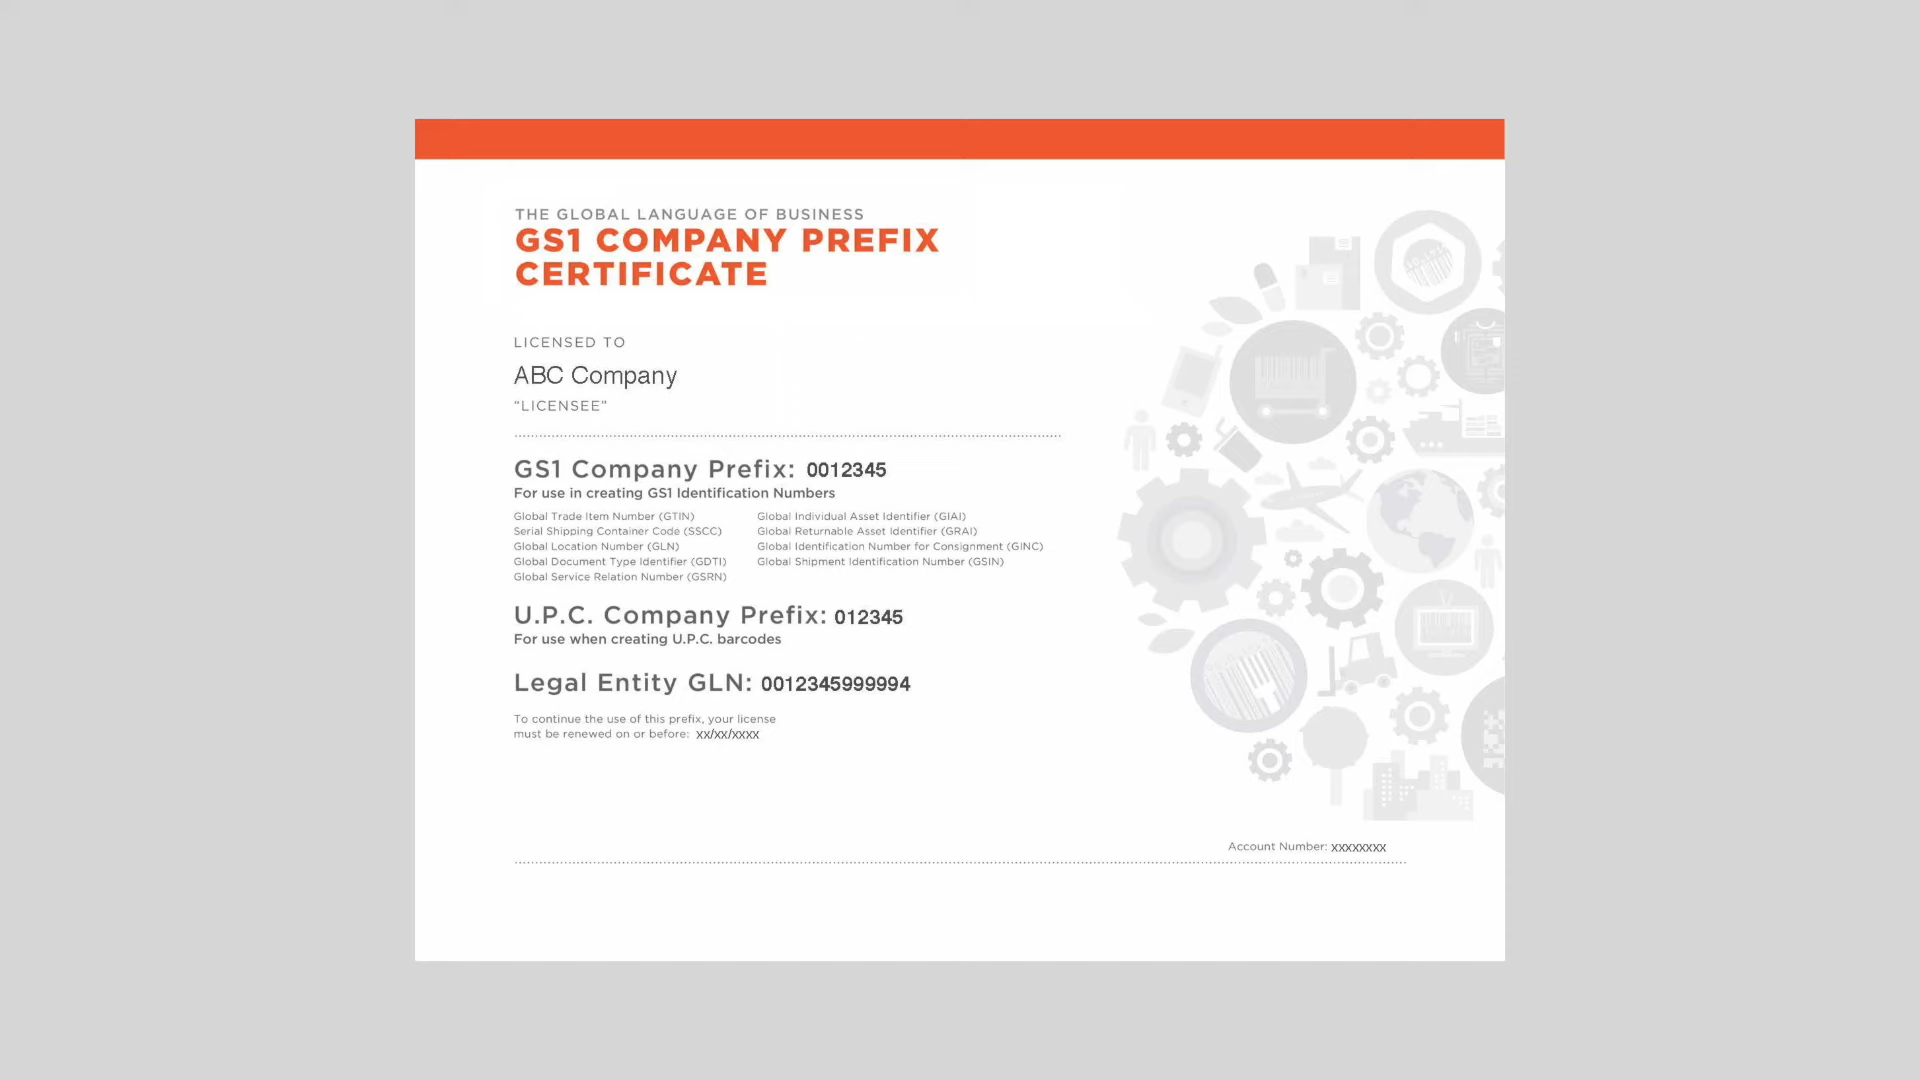 THE GLOBAL LANGUAGE OF BUSINESS
GS1 COMPANY PREFIX
CERTIFICATE
LICENSED TO
ABC Company
“LICENSEE”
GS1 Company Prefix: 0012345
For use in creating GS1 Identification Numbers
Global Trade Item Number (GTIN)
Serial Shipping Container Code (SSCC)
Global Location Number (GLN)
Global Document Type Identifier (GDTI)
Global Service Relation Number (GSRN)
Global Individual Asset Identifier (GIAI)
Global Returnable Asset Identifier (GRAI)
Global Identification Number for Consignment (GINC)
Global Shipment Identification Number (GSIN)
U.P.C. Company Prefix: 012345
For use when creating U.P.C. barcodes
Legal Entity GLN: 0012345999994
To continue the use of this prefix, your license
must be renewed on or before: xx/xx/xxxx
Account Number: xxxxxxxx